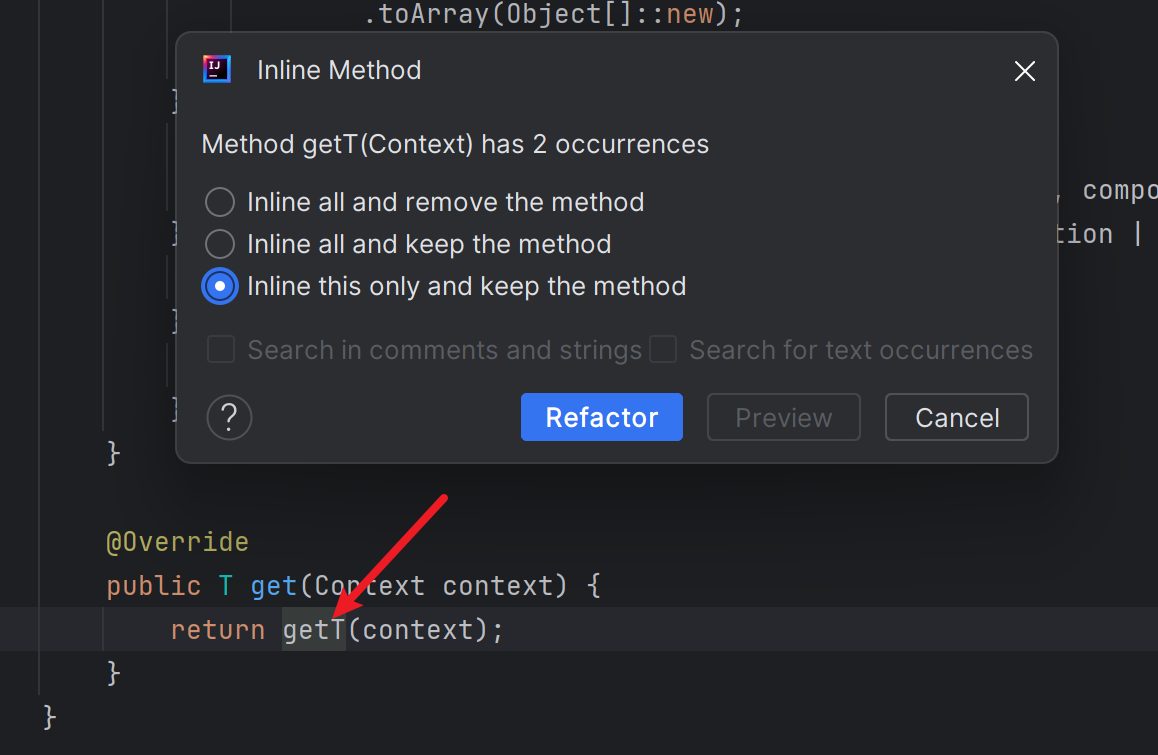 .toArray(Object[]::new);
Inline Method
}
Method getT(Context) has 2 occurrences
Inline all and remove the method
, compo
}
tion |
Inline all and keep the method
Inline this only and keep the method
}
Search in comments and strings Search for text occurrences
}
? Refactor Preview Cancel
}
@Override
public T get(Context context) {
return getT(context);
}
}